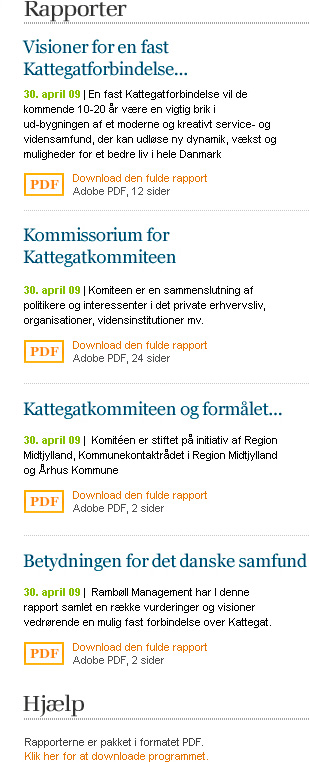 Rapporter
Visioner for en fast
Kattegatforbindelse...
30. april 09 | En fast Kattegatforbindelse vil de
kommende 10-20 år være en vigtig brik i
ud-bygningen af et moderne og kreativt service- og
vidensamfund, der kan udløse ny dynamik, vækst og
muligheder for et bedre liv i hele Danmark
PDF
Download den fulde rapport
Adobe PDF, 12 sider
Kommissorium for
Kattegatkommiteen
30. april 09 | Komiteen er en sammenslutning af
politikere og interessenter i det private erhvervsliv,
organisationer, vidensinstitutioner mv.
PDF
Download den fulde rapport
Adobe PDF, 24 sider
Kattegatkommiteen og formålet...
30. april 09 | Komitéen er stiftet på initiativ af Region
Midtjylland, Kommunekontaktrådet i Region Midtjylland
og Århus Kommune
PDF
Download den fulde rapport
Adobe PDF, 2 sider
Betydningen for det danske samfund
30. april 09 | Rambøll Management har I denne
rapport samlet en række vurderinger og visioner
vedrørende en mulig fast forbindelse over Kattegat.
PDF
Download den fulde rapport
Adobe PDF, 2 sider
Hjælp
Rapporterne er pakket i formatet PDF.
Klik her for at downloade programmet.